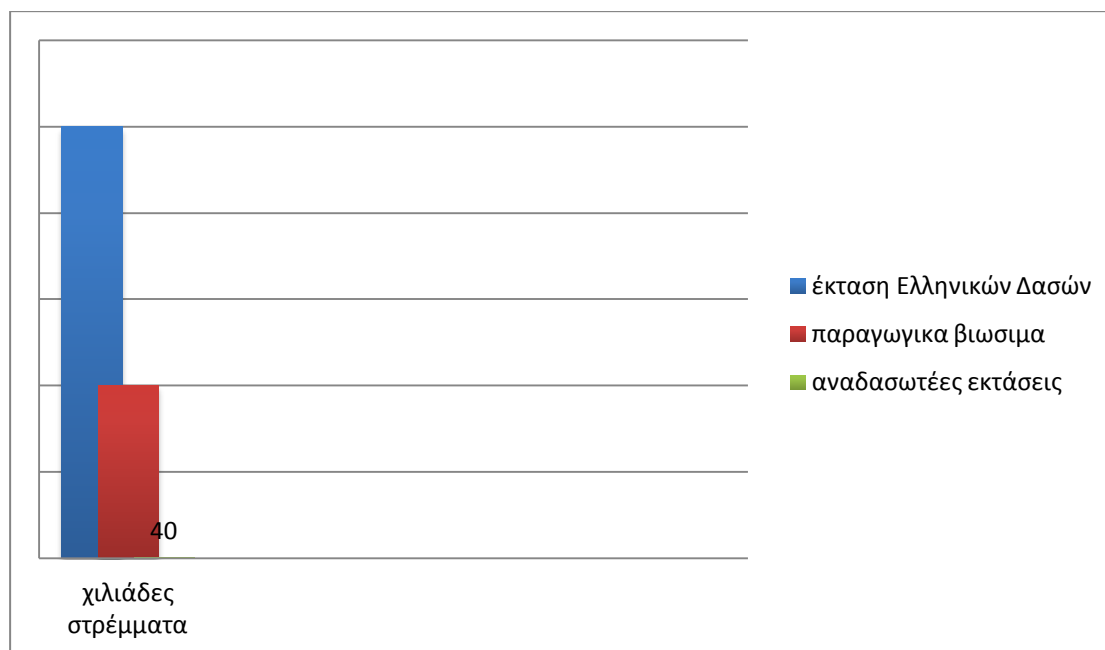 40
χιλιάδες
στρέμματα
έκταση Ελληνικών Δασών
παραγωγικα βιωσιμα
αναδασωτέες εκτάσεις